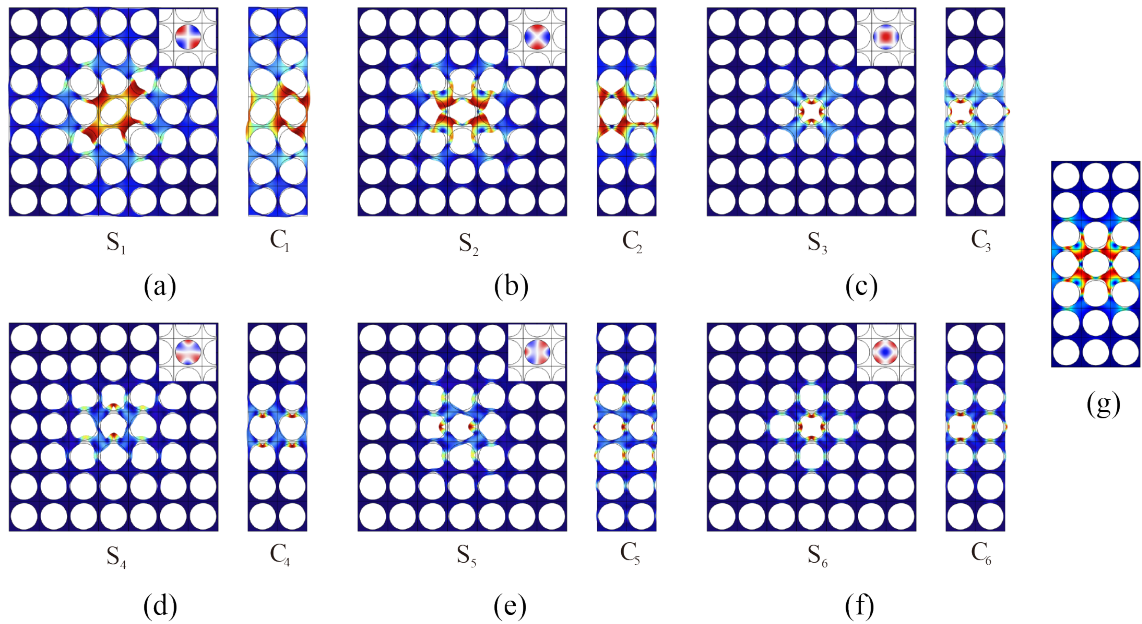 S₁ C₁ S₂ C₂ S₃ C₃
(a) (b) (c)
S₄ C₄ S₅ C₅ S₆ C₆
(d) (e) (f)
(g)